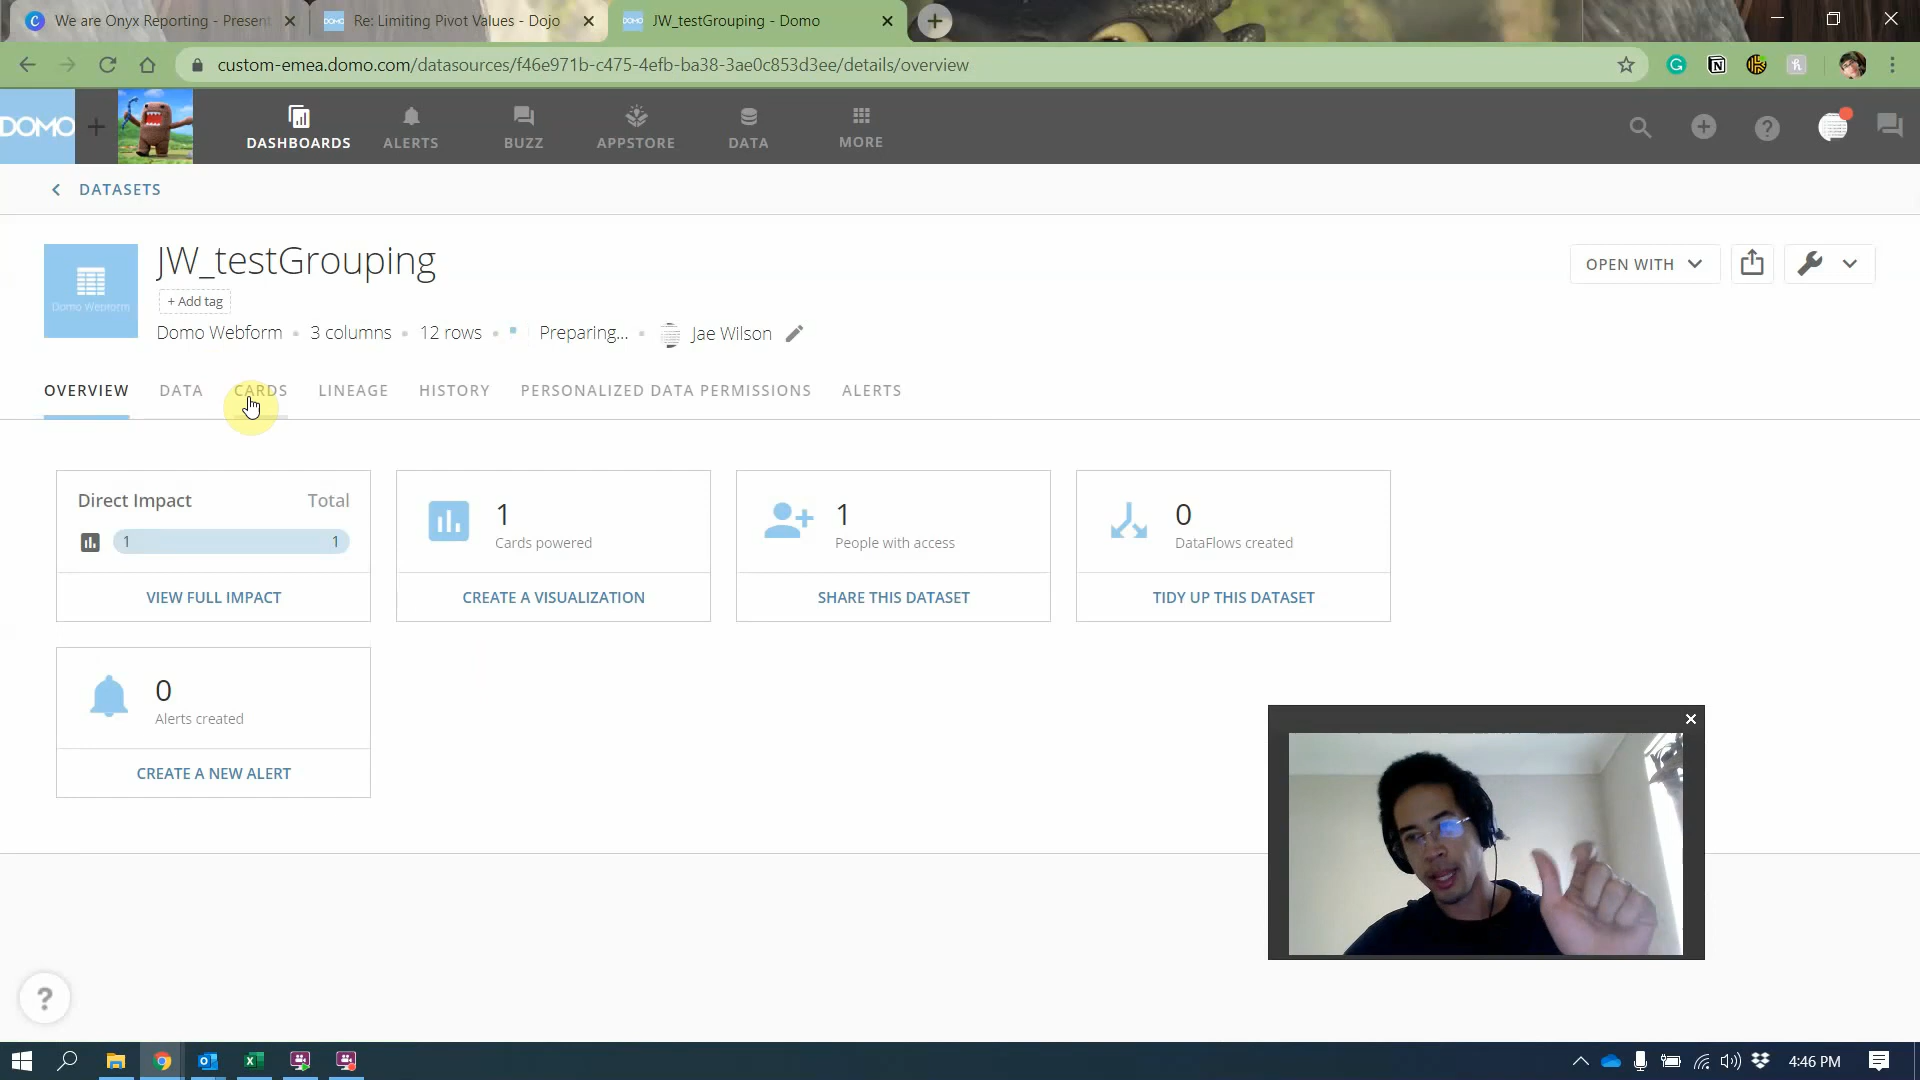 We are Onyx Reporting - Present
Re: Limiting Pivot Values - Dojo
JW_testGrouping - Domo
custom-emea.domo.com/datasources/f46e971b-c475-4efb-ba38-3ae0c853d3ee/details/overview
DOMO
DASHBOARDS
ALERTS
BUZZ
APPSTORE
DATA
MORE
DATASETS
JW_testGrouping
+ Add tag
Domo Webform
Domo Webform
3 columns
12 rows
Preparing...
Jae Wilson
OPEN WITH
OVERVIEW
DATA
CARDS
LINEAGE
HISTORY
PERSONALIZED DATA PERMISSIONS
ALERTS
Direct Impact
Total
1
1
VIEW FULL IMPACT
1
Cards powered
CREATE A VISUALIZATION
1
People with access
SHARE THIS DATASET
0
DataFlows created
TIDY UP THIS DATASET
0
Alerts created
CREATE A NEW ALERT
?
4:46 PM